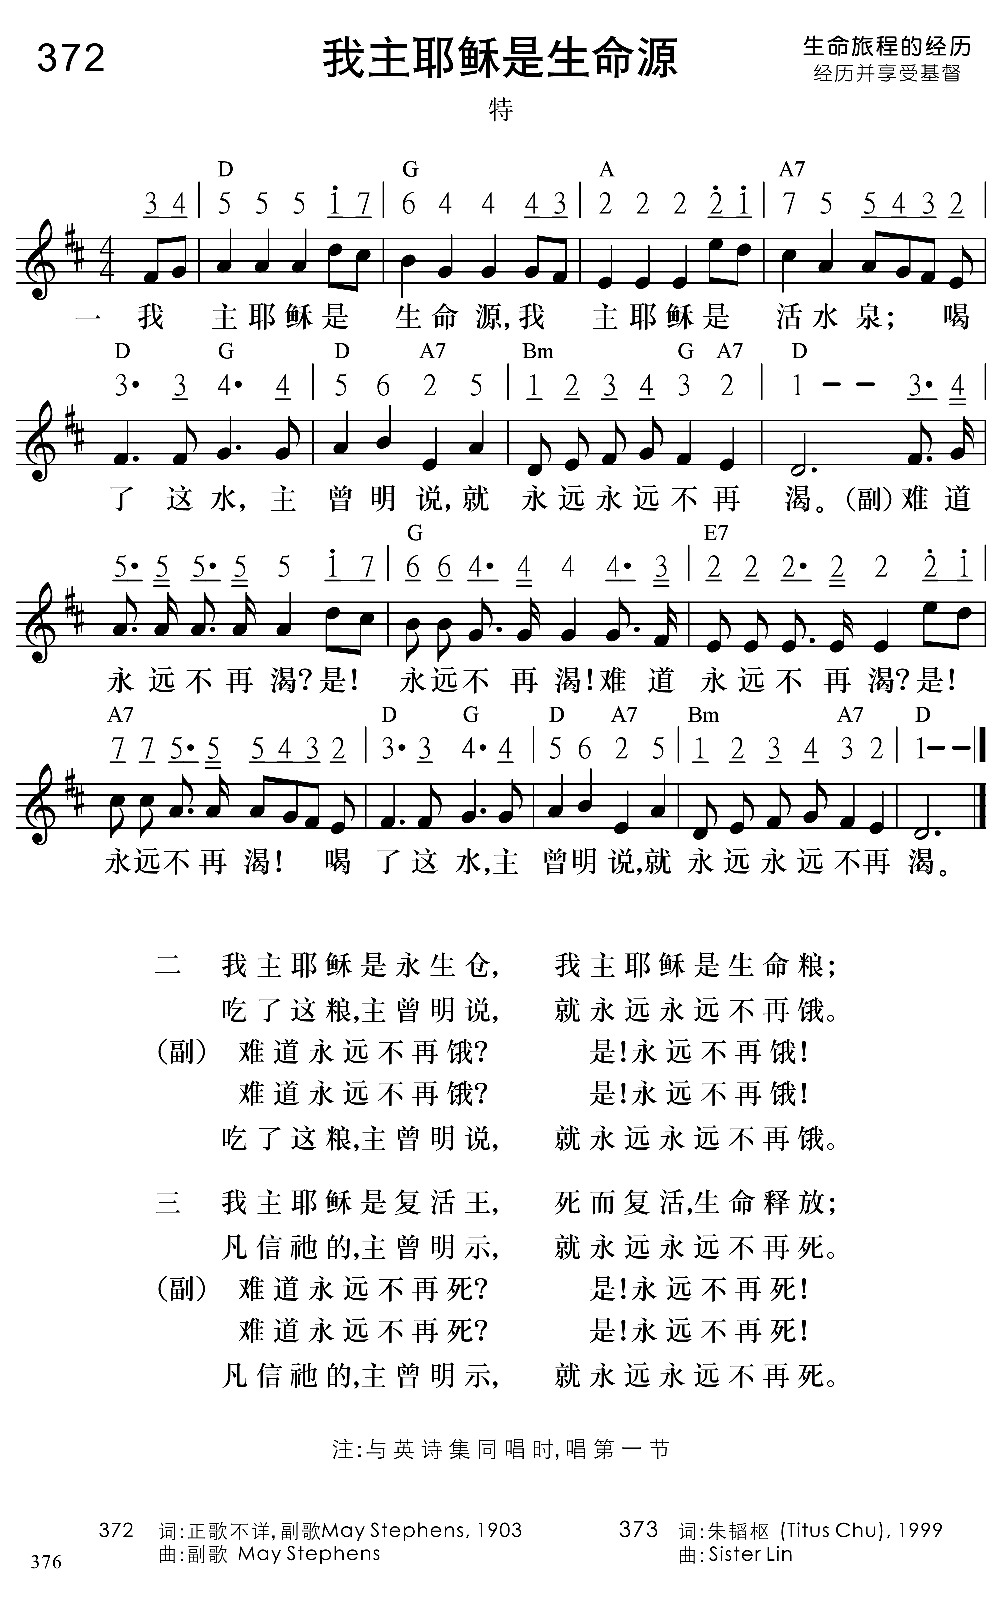 372
我主耶稣是生命源
生命旅程的经历
经历并享受基督
特
D G A A7
3 4 | 5 5 5 1̇ 7 | 6 4 4 4 3 | 2 2 2 2̇ 1̇ | 7 5 5 4 3 2 |
4
4
一 我 主耶稣是 生命源,我 主耶稣是 活水泉; 喝
D G D A7 Bm G A7 D
3· 3 4· 4 | 5 6 2 5 | 1 2 3 4 3 2 | 1 – – 3· 4 |
了这水,主 曾明说,就 永远永远不再 渴。(副)难道
G E7
5· 5 5· 5 5 1̇ 7 | 6 6 4· 4 4 4· 3 | 2 2 2· 2 2 2̇ 1̇ |
永远不再渴?是! 永远不再渴!难道 永远不再渴?是!
A7 D G D A7 Bm A7 D
7 7 5· 5 5 4 3 2 | 3· 3 4· 4 | 5 6 2 5 | 1 2 3 4 3 2 | 1 – –
永远不再渴! 喝 了这水,主 曾明说,就 永远永远不再 渴。
二 我主耶稣是永生仓, 我主耶稣是生命粮;
吃了这粮,主曾明说, 就永远永远不再饿。
(副) 难道永远不再饿? 是!永远不再饿!
难道永远不再饿? 是!永远不再饿!
吃了这粮,主曾明说, 就永远永远不再饿。
三 我主耶稣是复活王, 死而复活,生命释放;
凡信祂的,主曾明示, 就永远永远不再死。
(副) 难道永远不再死? 是!永远不再死!
难道永远不再死? 是!永远不再死!
凡信祂的,主曾明示, 就永远永远不再死。
注:与英诗集同唱时,唱第一节
372 词:正歌不详,副歌May Stephens, 1903
曲:副歌 May Stephens
373 词:朱韬枢 (Titus Chu), 1999
曲: Sister Lin
376